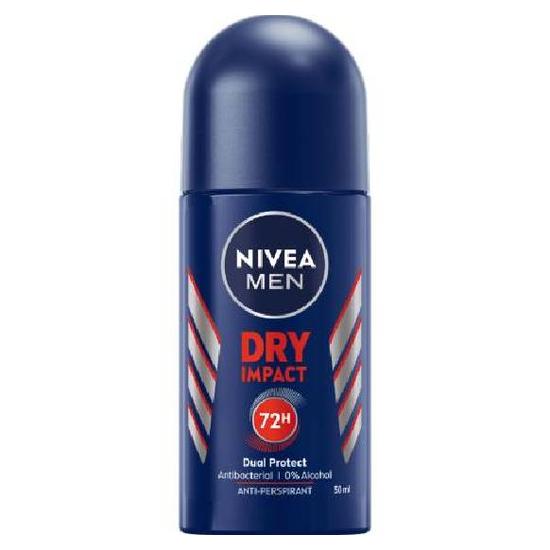 NIVEA
MEN
DRY
IMPACT
72H
Dual Protect
Antibacterial | 0% Alcohol
ANTI-PERSPIRANT 50 ml